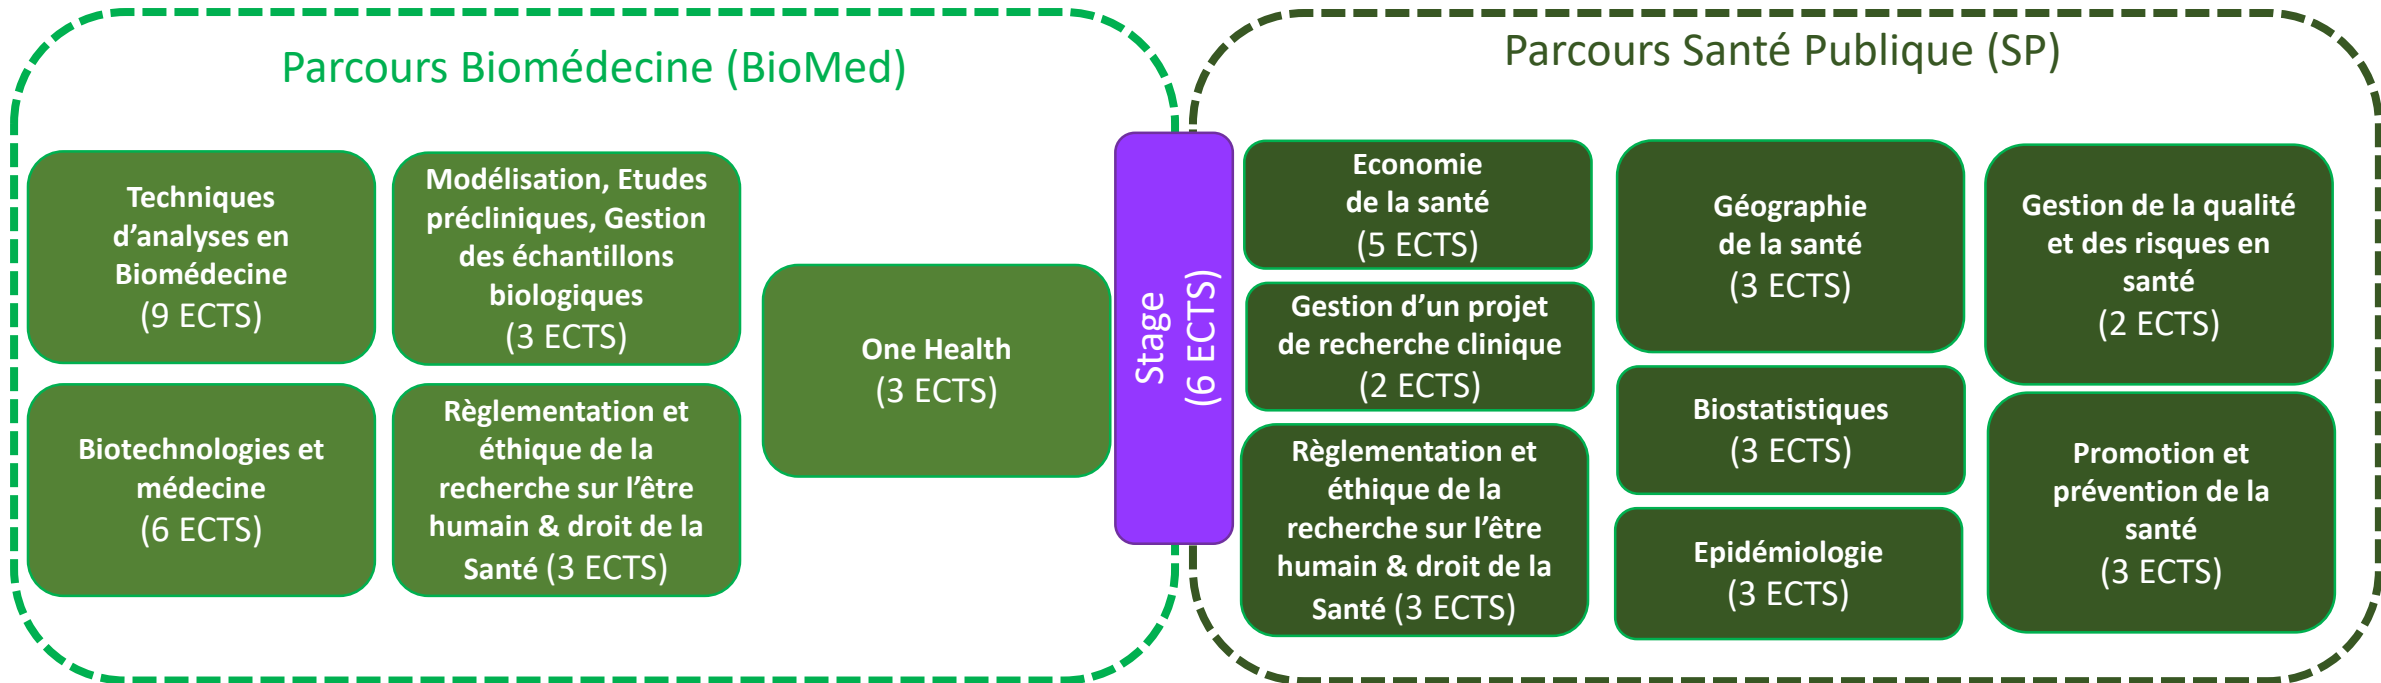 Parcours Biomédecine (BioMed)
Techniques
d’analyses en
Biomédecine
(9 ECTS)
Modélisation, Etudes
précliniques, Gestion
des échantillons
biologiques
(3 ECTS)
Biotechnologies et
médecine
(6 ECTS)
Règlementation et
éthique de la
recherche sur l’être
humain & droit de la
Santé (3 ECTS)
One Health
(3 ECTS)
Stage
(6 ECTS)
Parcours Santé Publique (SP)
Economie
de la santé
(5 ECTS)
Gestion d’un projet
de recherche clinique
(2 ECTS)
Règlementation et
éthique de la
recherche sur l’être
humain & droit de la
Santé (3 ECTS)
Géographie
de la santé
(3 ECTS)
Biostatistiques
(3 ECTS)
Epidémiologie
(3 ECTS)
Gestion de la qualité
et des risques en
santé
(2 ECTS)
Promotion et
prévention de la
santé
(3 ECTS)